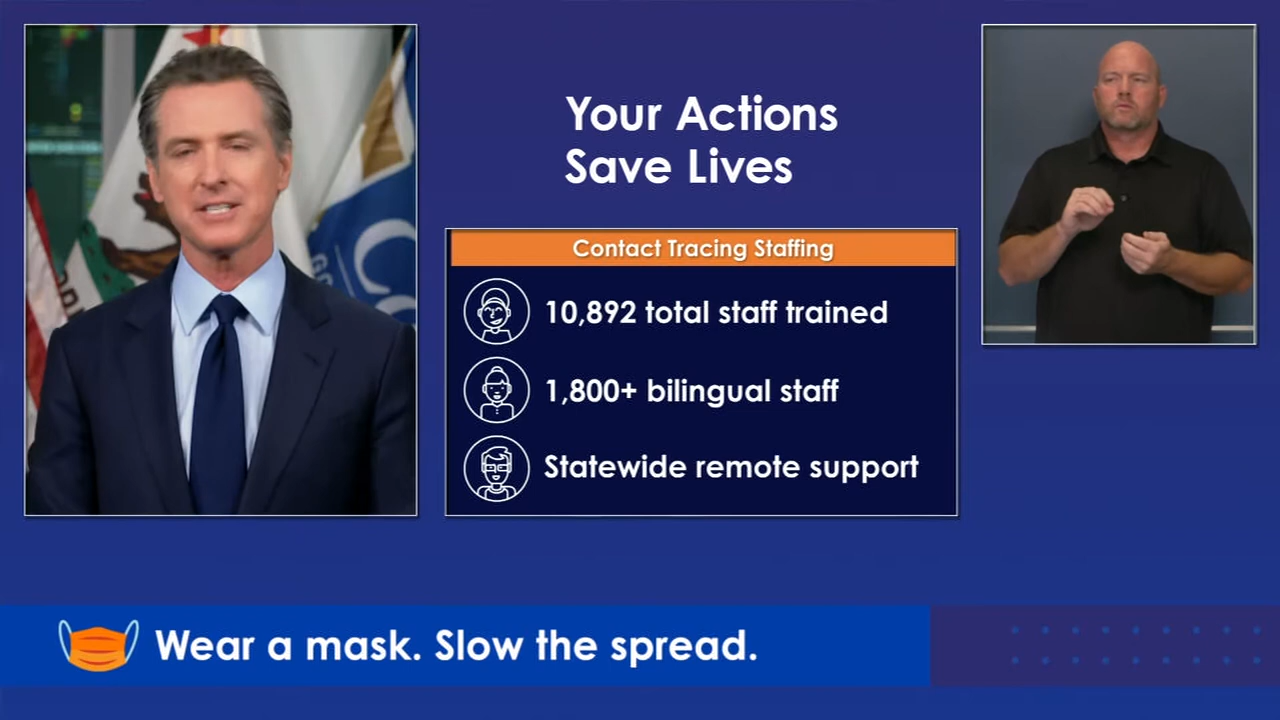 Your Actions
Save Lives
Contact Tracing Staffing
10,892 total staff trained
1,800+ bilingual staff
Statewide remote support
Wear a mask. Slow the spread.